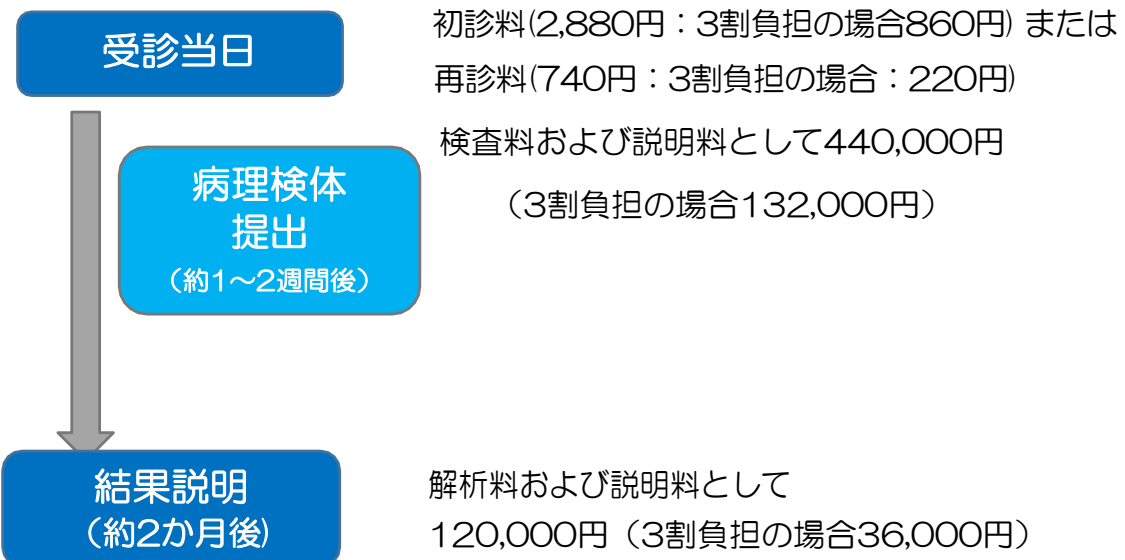 受診当日
初診料(2,880円：3割負担の場合860円) または
再診料(740円：3割負担の場合：220円)
検査料および説明料として440,000円
（3割負担の場合132,000円）
病理検体
提出
（約1～2週間後）
結果説明
（約2か月後)
解析料および説明料として
120,000円（3割負担の場合36,000円）